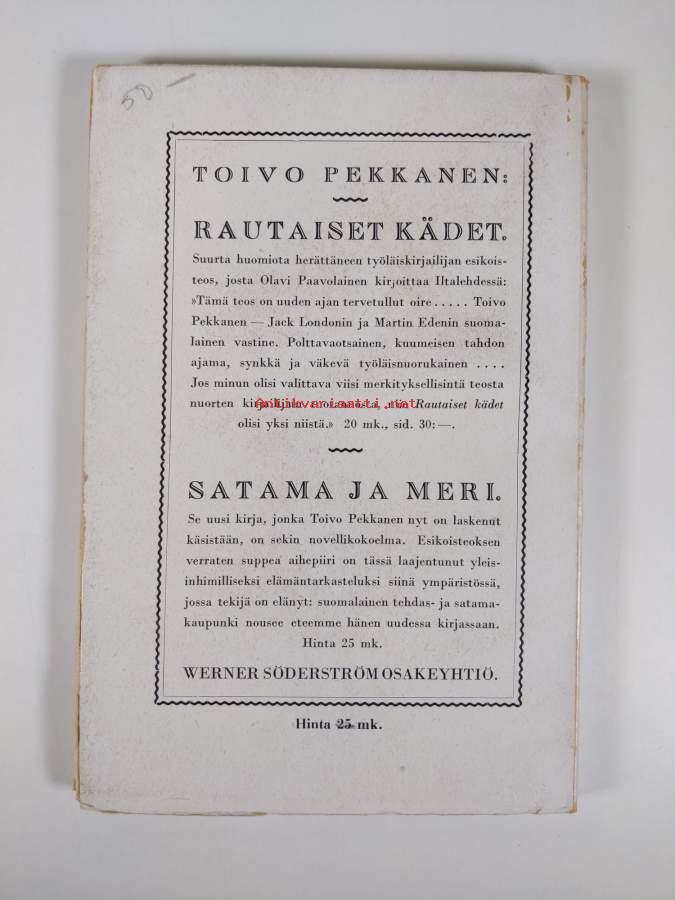 50 —
TOIVO PEKKANEN:
RAUTAISET KÄDET.
Suurta huomiota herättäneen työläiskirjailijan esikois-
teos, josta Olavi Paavolainen kirjoittaa Iltalehdessä:
»Tämä teos on uuden ajan tervetullut oire ..... Toivo
Pekkanen — Jack Londonin ja Martin Edenin suoma-
lainen vastine. Polttavaotsainen, kuumeisen tahdon
ajama, synkkä ja väkevä työläisnuorukainen ....
Jos minun olisi valittava viisi merkityksellisintä teosta
nuorten niin Rautaiset kädet
Antikvariantti.net
olisi yksi niistä.» 20 mk., sid. 30:—.
SATAMA JA MERI.
Se uusi kirja, jonka Toivo Pekkanen nyt on laskenut
käsistään, on sekin novellikokoelma. Esikoisteoksen
verraten suppea aihepiiri on tässä laajentunut yleis-
inhimilliseksi elämäntarkasteluksi siinä ympäristössä,
jossa tekijä on elänyt: suomalainen tehdas- ja satama-
kaupunki nousee eteemme hänen uudessa kirjassaan.
Hinta 25 mk.
WERNER SÖDERSTRÖM OSAKEYHTIÖ.
Hinta 25 mk.